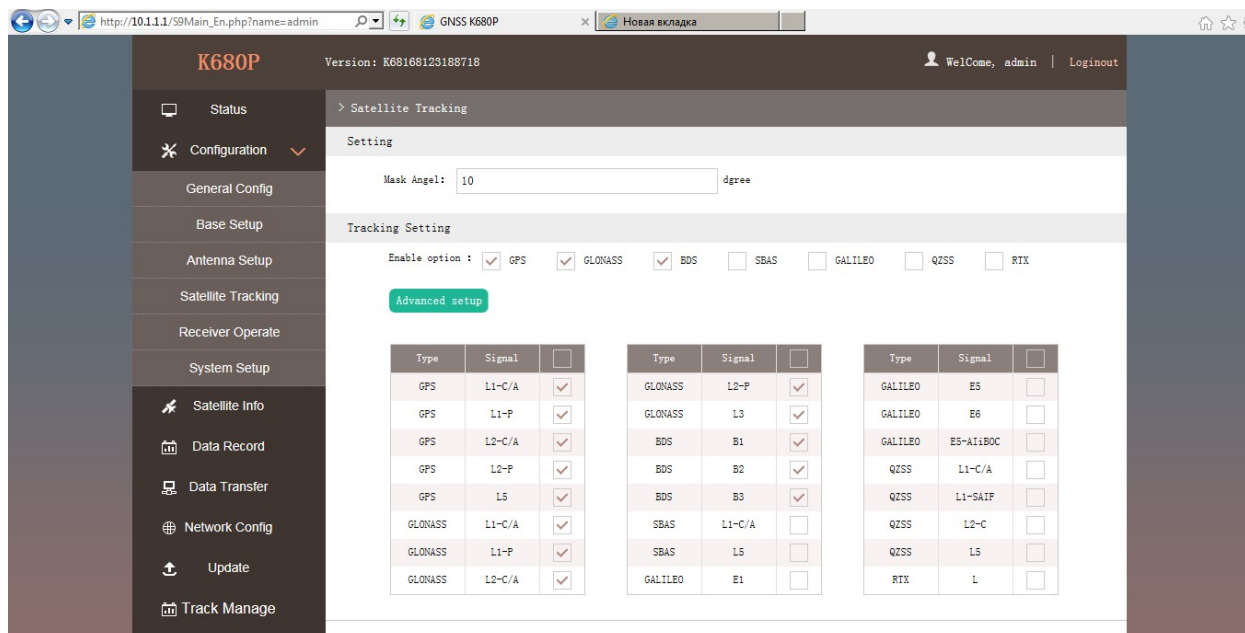 http://10.1.1.1/S9Main_En.php?name=admin GNSS K680P Новая вкладка
K680P Version: K68168123188718 WelCome, admin | Loginout
Status
Configuration
General Config
Base Setup
Antenna Setup
Satellite Tracking
Receiver Operate
System Setup
Satellite Info
Data Record
Data Transfer
Network Config
Update
Track Manage
> Satellite Tracking
Setting
Mask Angel: 10 dgree
Tracking Setting
Enable option : GPS GLONASS BDS SBAS GALILEO QZSS RTX
Advanced setup
Type Signal
GPS L1-C/A
GPS L1-P
GPS L2-C/A
GPS L2-P
GPS L5
GLONASS L1-C/A
GLONASS L1-P
GLONASS L2-C/A
Type Signal
GLONASS L2-P
GLONASS L3
BDS B1
BDS B2
BDS B3
SBAS L1-C/A
SBAS L5
GALILEO E1
Type Signal
GALILEO E5
GALILEO E6
GALILEO E5-AIiBOC
QZSS L1-C/A
QZSS L1-SAIF
QZSS L2-C
QZSS L5
RTX L